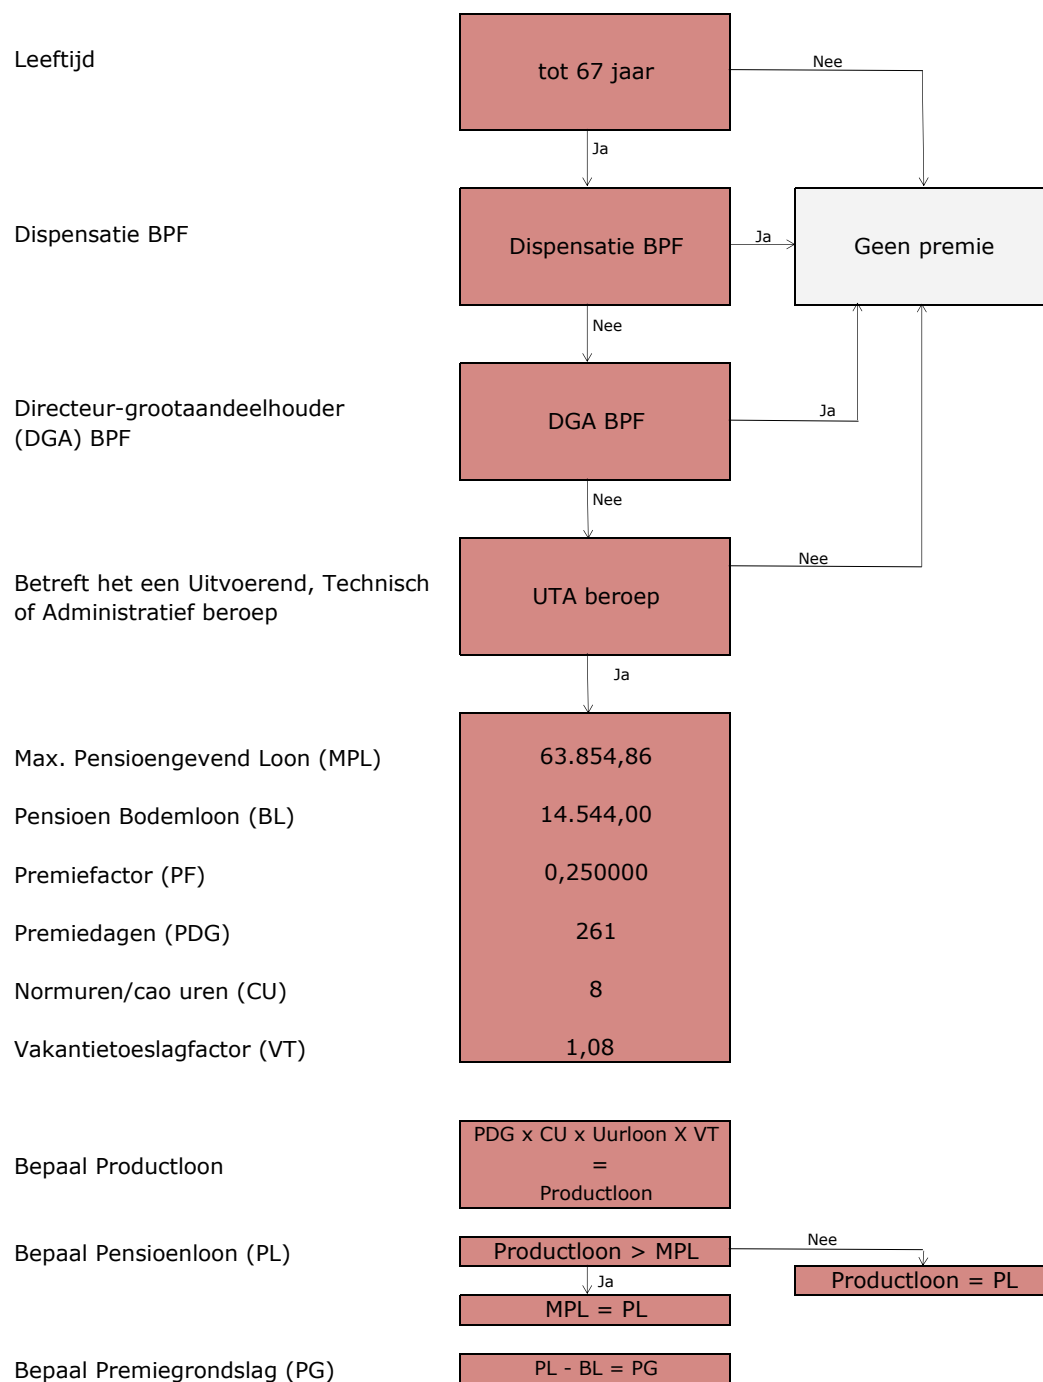 Leeftijd
tot 67 jaar
Nee
Ja
Dispensatie BPF
Dispensatie BPF
Ja
Geen premie
Nee
Directeur-grootaandeelhouder
(DGA) BPF
DGA BPF
Ja
Nee
Betreft het een Uitvoerend, Technisch
of Administratief beroep
UTA beroep
Nee
Ja
Max. Pensioengevend Loon (MPL)
63.854,86
Pensioen Bodemloon (BL)
14.544,00
Premiefactor (PF)
0,250000
Premiedagen (PDG)
261
Normuren/cao uren (CU)
8
Vakantietoeslagfactor (VT)
1,08
Bepaal Productloon
PDG x CU x Uurloon X VT
=
Productloon
Bepaal Pensioenloon (PL)
Productloon > MPL
Nee
Productloon = PL
Ja
MPL = PL
Bepaal Premiegrondslag (PG)
PL - BL = PG